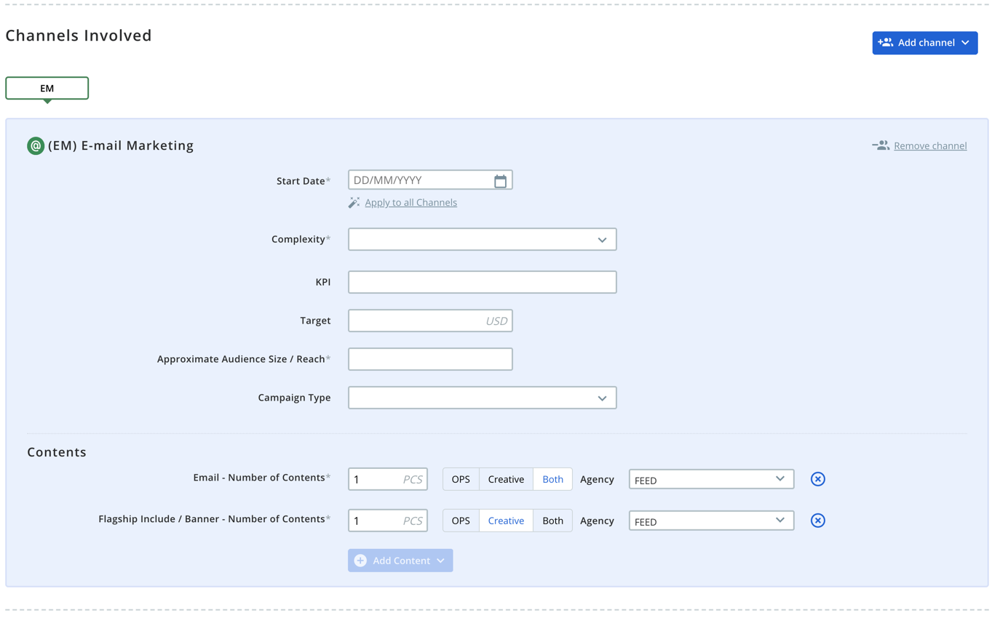 Channels Involved
Add channel
EM
@ (EM) E-mail Marketing
Remove channel
Start Date* DD/MM/YYYY
Apply to all Channels
Complexity*
KPI
Target USD
Approximate Audience Size / Reach*
Campaign Type
Contents
Email - Number of Contents* 1 PCS OPS Creative Both Agency FEED
Flagship Include / Banner - Number of Contents* 1 PCS OPS Creative Both Agency FEED
Add Content